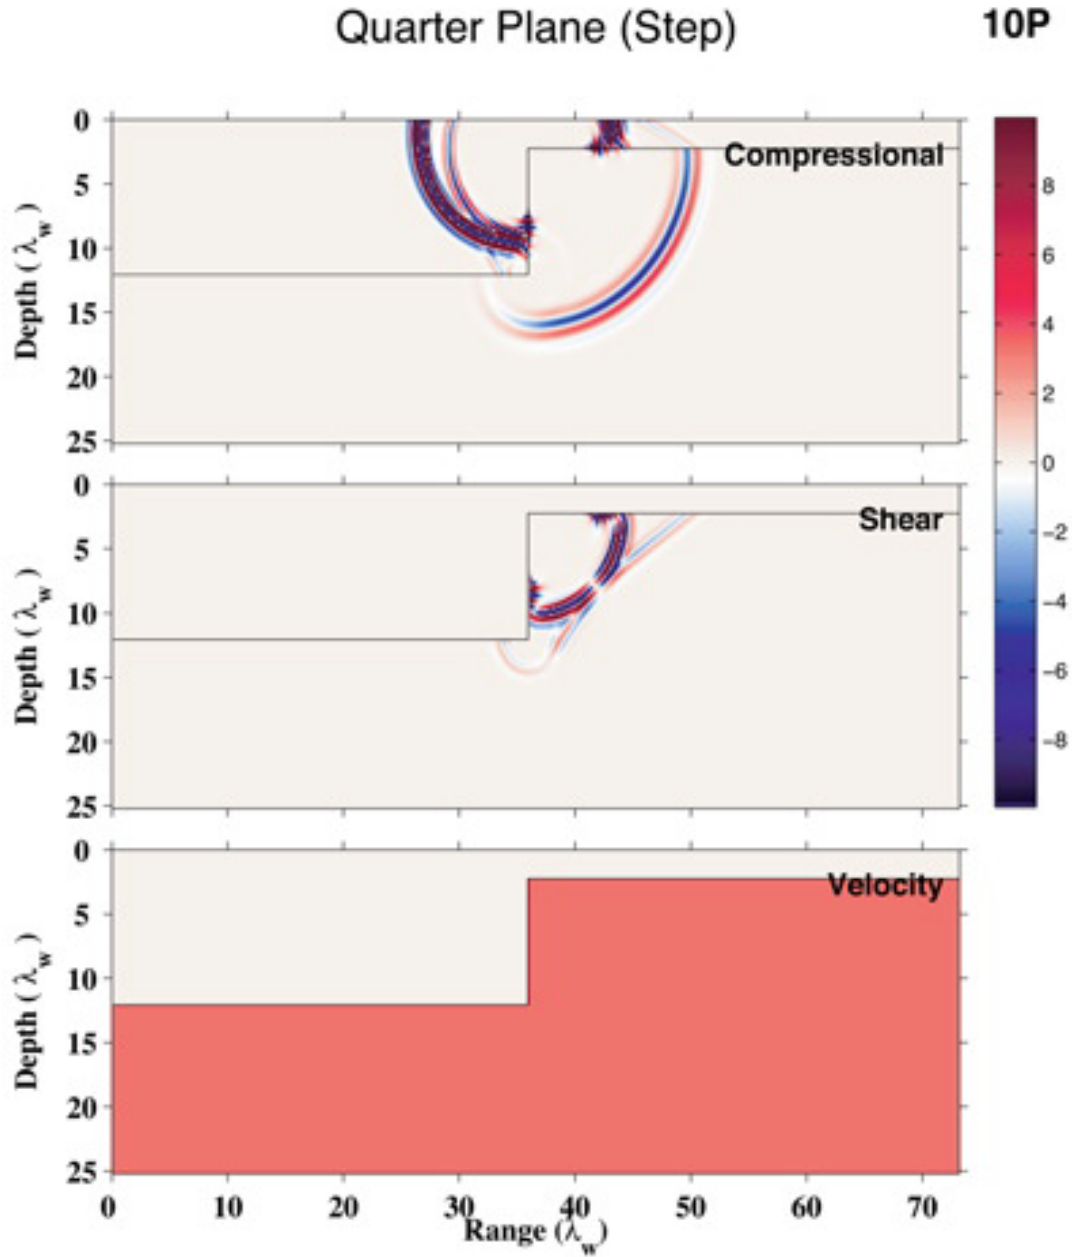 Quarter Plane (Step)
10P
0
5
10
15
20
25
Depth ( λw )
Compressional
8
6
4
2
0
−2
−4
−6
−8
0
5
10
15
20
25
Depth ( λw )
Shear
0
5
10
15
20
25
Depth ( λw )
Velocity
0 10 20 30 40 50 60 70
Range (λw)